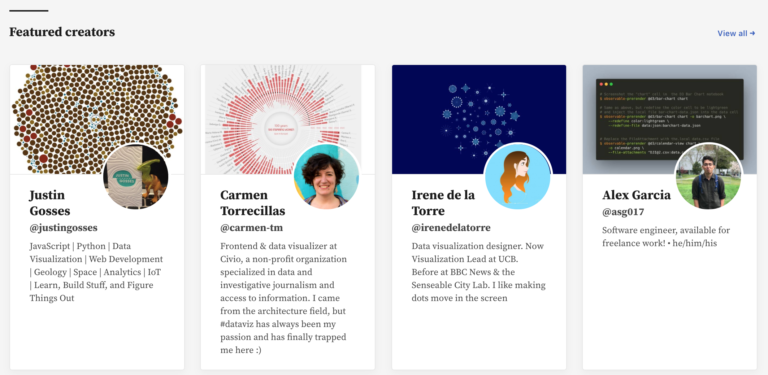 Featured creators
View all →
Justin
Gosses
@justingosses
JavaScript | Python | Data
Visualization | Web Development
| Geology | Space | Analytics | IoT
| Learn, Build Stuff, and Figure
Things Out
Carmen
Torrecillas
@carmen-tm
Frontend & data visualizer at
Civio, a non-profit organization
specialized in data and
investigative journalism and
access to information. I came
from the architecture field, but
#dataviz has always been my
passion and has finally trapped
me here :)
Irene de la
Torre
@irenedelatorre
Data visualization designer. Now
Visualization Lead at UCB.
Before at BBC News & the
Senseable City Lab. I like making
dots move in the screen
Alex Garcia
@asg017
Software engineer, available for
freelance work! • he/him/his